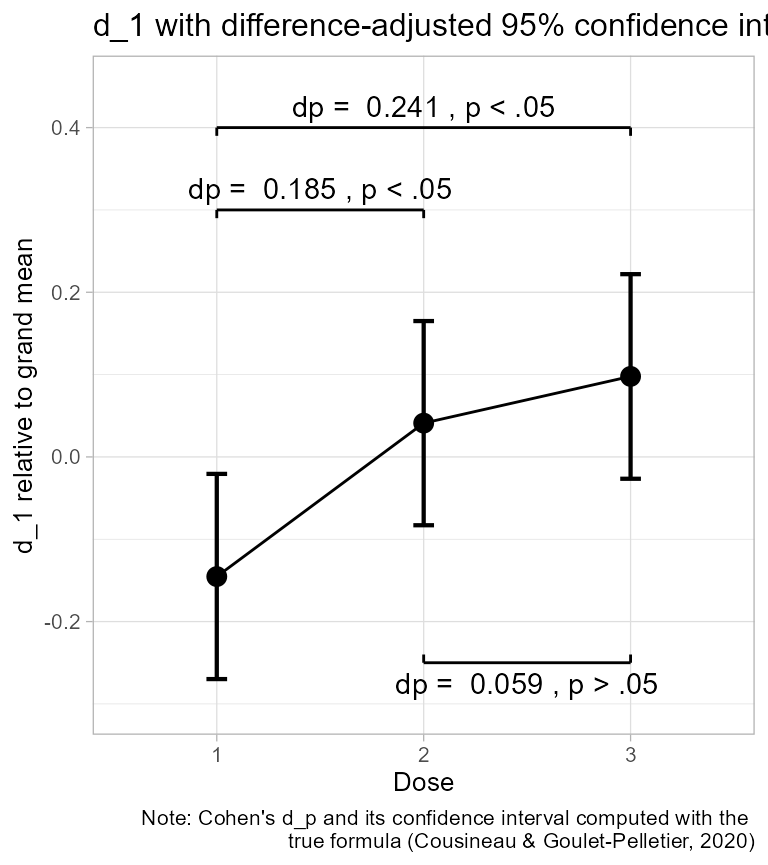 d_1 with difference-adjusted 95% confidence int
dp =  0.241 , p < .05
0.4
dp =  0.185 , p < .05
0.2
d_1 relative to grand mean
0.0
-0.2
dp =  0.059 , p > .05
1 2 3
Dose
Note: Cohen's d_p and its confidence interval computed with the
true formula (Cousineau & Goulet-Pelletier, 2020)